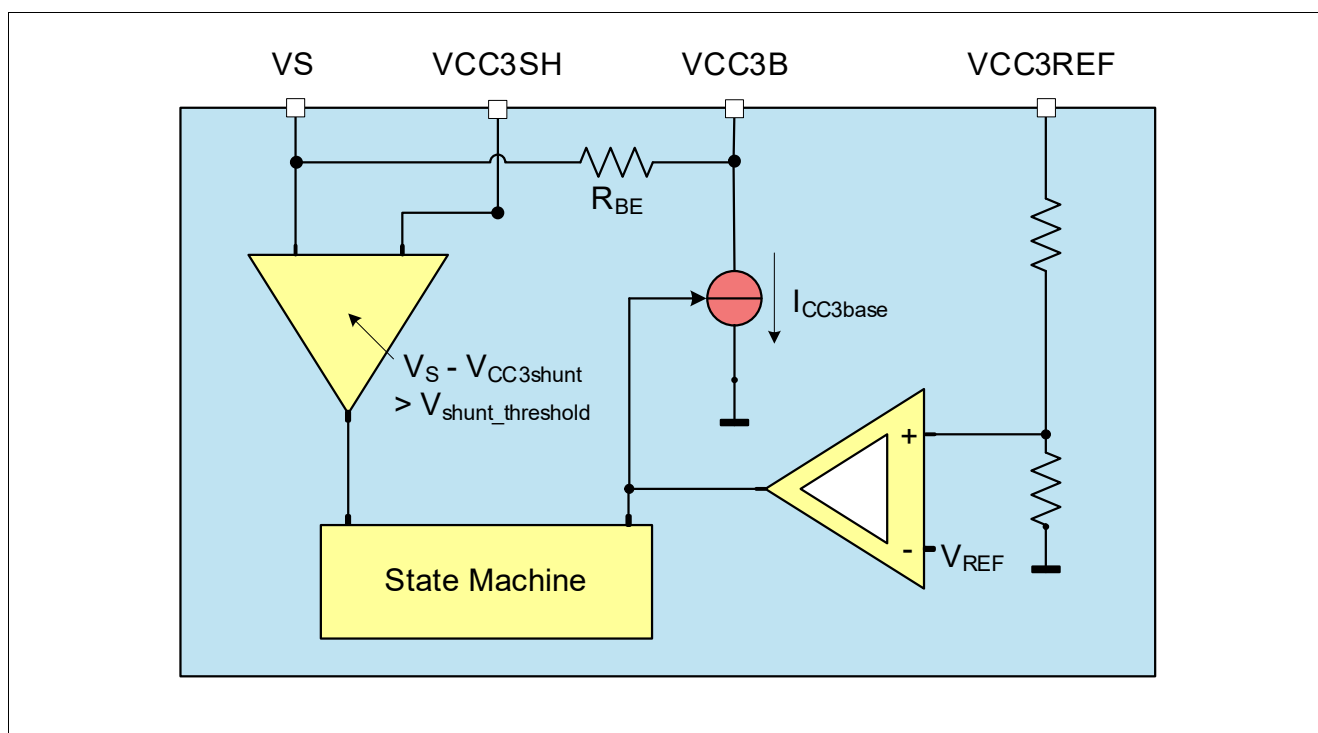 VS
VCC3SH
VCC3B
VCC3REF
RBE
ICC3base
VS - VCC3shunt
> Vshunt_threshold
+
-
VREF
State Machine